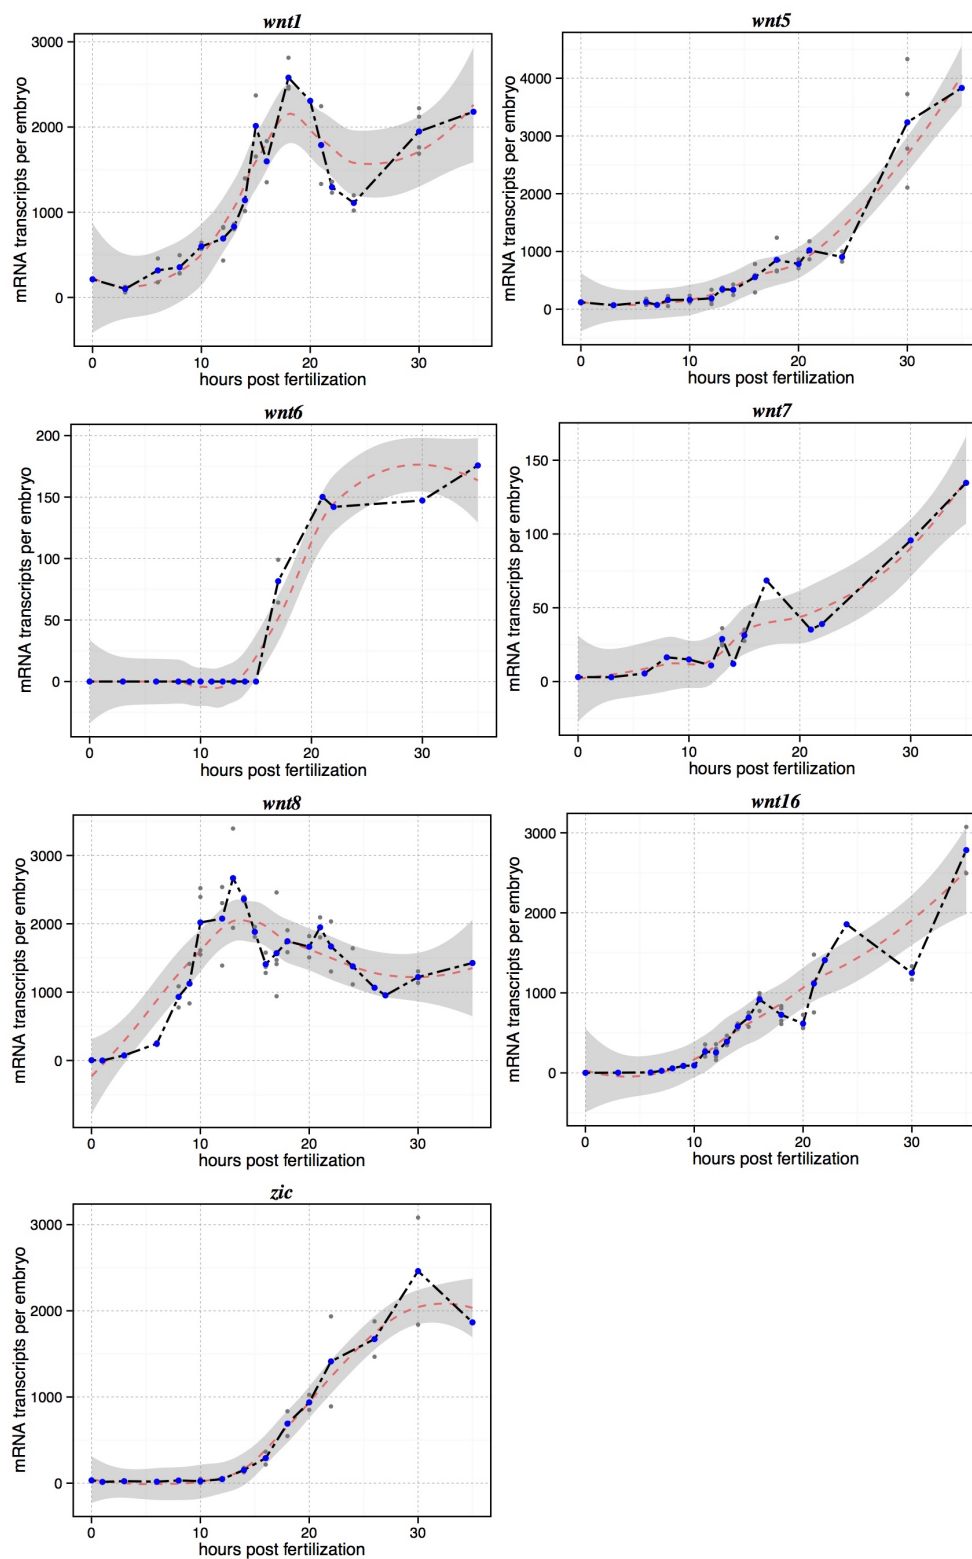 wnt1
mRNA transcripts per embryo
3000
2000
1000
0
0 10 20 30
hours post fertilization
wnt5
mRNA transcripts per embryo
4000
3000
2000
1000
0
0 10 20 30
hours post fertilization
wnt6
mRNA transcripts per embryo
200
150
100
50
0
0 10 20 30
hours post fertilization
wnt7
mRNA transcripts per embryo
150
100
50
0
0 10 20 30
hours post fertilization
wnt8
mRNA transcripts per embryo
3000
2000
1000
0
0 10 20 30
hours post fertilization
wnt16
mRNA transcripts per embryo
3000
2000
1000
0
0 10 20 30
hours post fertilization
zic
mRNA transcripts per embryo
3000
2000
1000
0
0 10 20 30
hours post fertilization